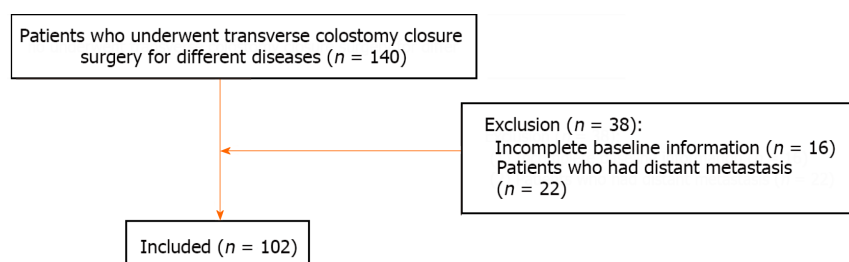 Patients who underwent transverse colostomy closure
surgery for different diseases (n = 140)
Exclusion (n = 38):
Incomplete baseline information (n = 16)
Patients who had distant metastasis
(n = 22)
Included (n = 102)